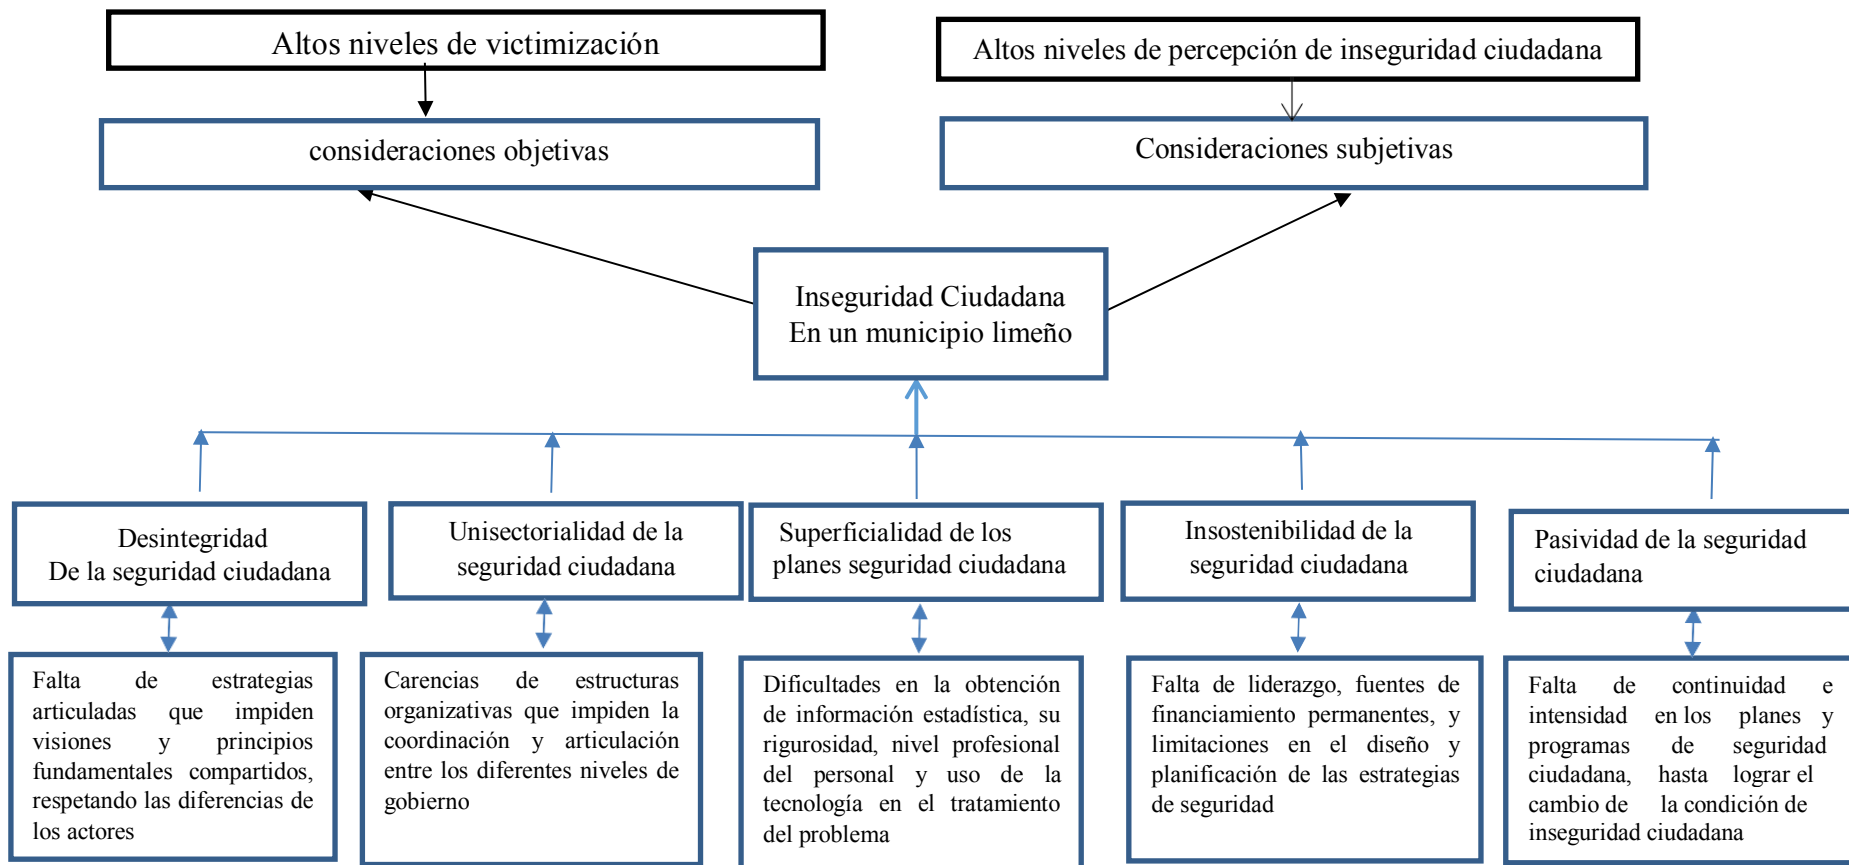 Altos niveles de victimización
Altos niveles de percepción de inseguridad ciudadana
consideraciones objetivas
Consideraciones subjetivas
Inseguridad Ciudadana
En un municipio limeño
Desintegridad
De la seguridad ciudadana
Unisectorialidad de la
seguridad ciudadana
Superficialidad de los
planes seguridad ciudadana
Insostenibilidad de la
seguridad ciudadana
Pasividad de la seguridad
ciudadana
Falta de estrategias
articuladas que impiden
visiones y principios
fundamentales compartidos,
respetando las diferencias de
los actores
Carencias de estructuras
organizativas que impiden la
coordinación y articulación
entre los diferentes niveles de
gobierno
Dificultades en la obtención
de información estadística, su
rigurosidad, nivel profesional
del personal y uso de la
tecnología en el tratamiento
del problema
Falta de liderazgo, fuentes de
financiamiento permanentes, y
limitaciones en el diseño y
planificación de las estrategias
de seguridad
Falta de continuidad e
intensidad en los planes y
programas de seguridad
ciudadana, hasta lograr el
cambio de la condición de
inseguridad ciudadana